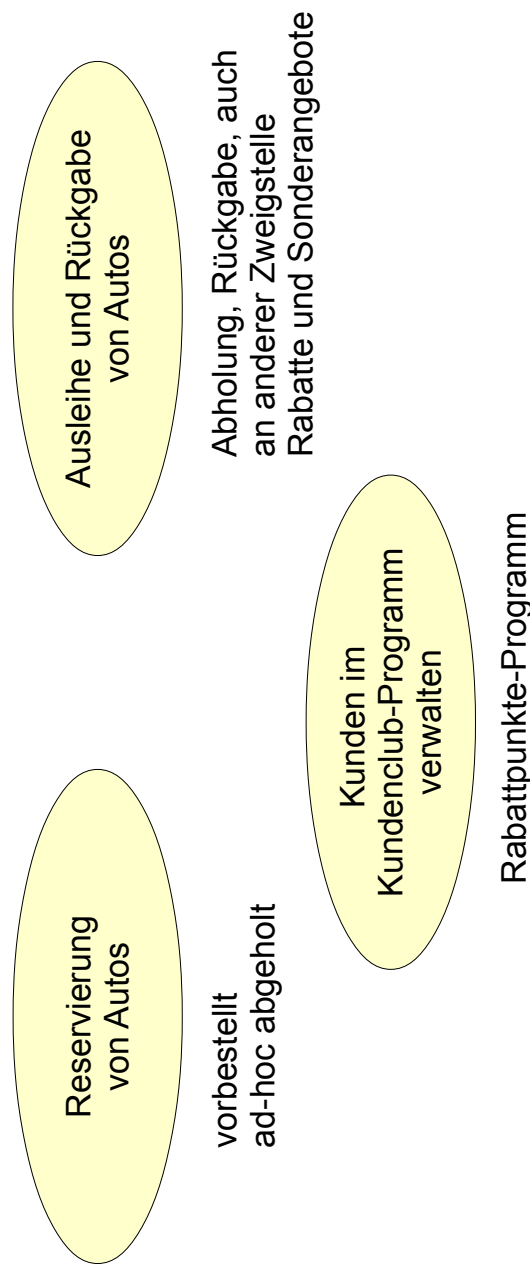 Reservierung
von Autos
vorbestellt
ad-hoc abgeholt
Ausleihe und Rückgabe
von Autos
Abholung, Rückgabe, auch
an anderer Zweigstelle
Rabatte und Sonderangebote
Kunden im
Kundenclub-Programm
verwalten
Rabattpunkte-Programm